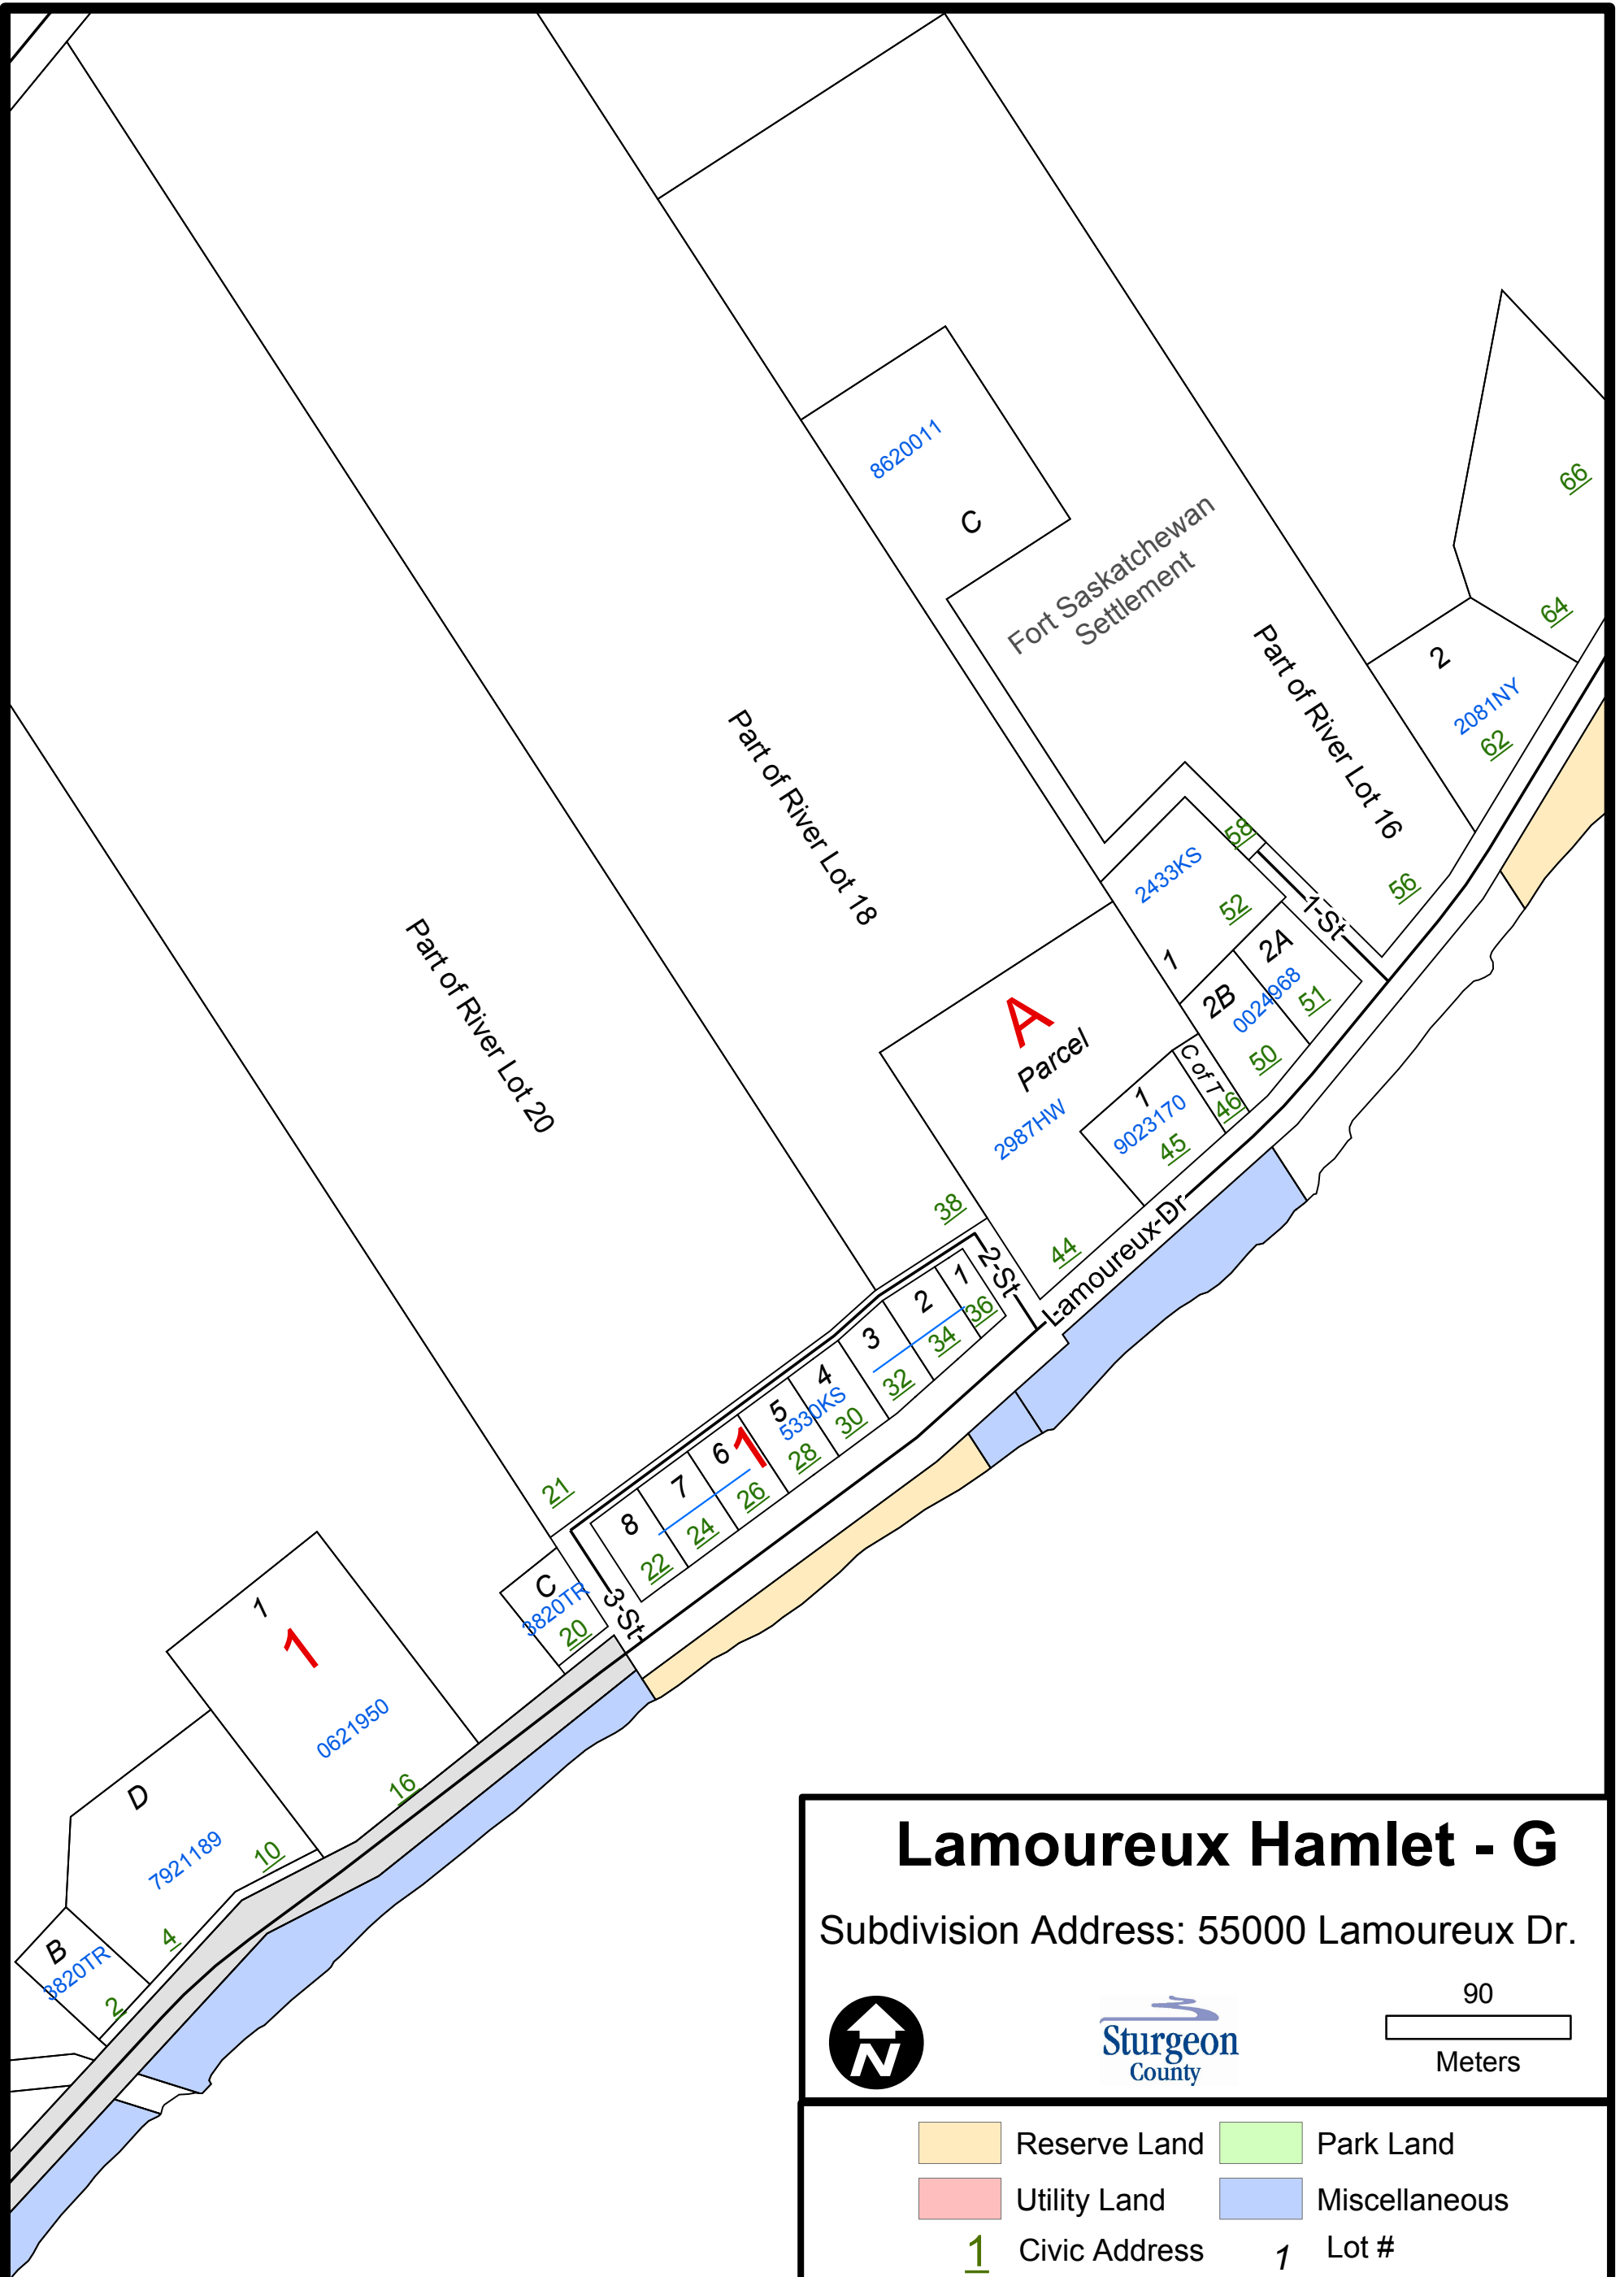 8620011
C
Fort Saskatchewan
Settlement
66
64
2
2081NY
62
Part of River Lot 16
Part of River Lot 18
Part of River Lot 20
58
2433KS
52
56
1-St
1
2A
2B
0024968
51
50
A
Parcel
C of T
46
1
9023170
45
2987HW
38
44
Lamoureux-Dr
2-St
1
36
2
34
3
32
4
5330KS
30
5
28
1
6
26
7
24
8
22
21
3-St
C
3820TR
20
1
1
0621950
16
D
7921189
10
4
B
3820TR
2
Lamoureux Hamlet - G
Subdivision Address: 55000 Lamoureux Dr.
N
Sturgeon
County
90
Meters
Reserve Land
Park Land
Utility Land
Miscellaneous
1 Civic Address
1 Lot #